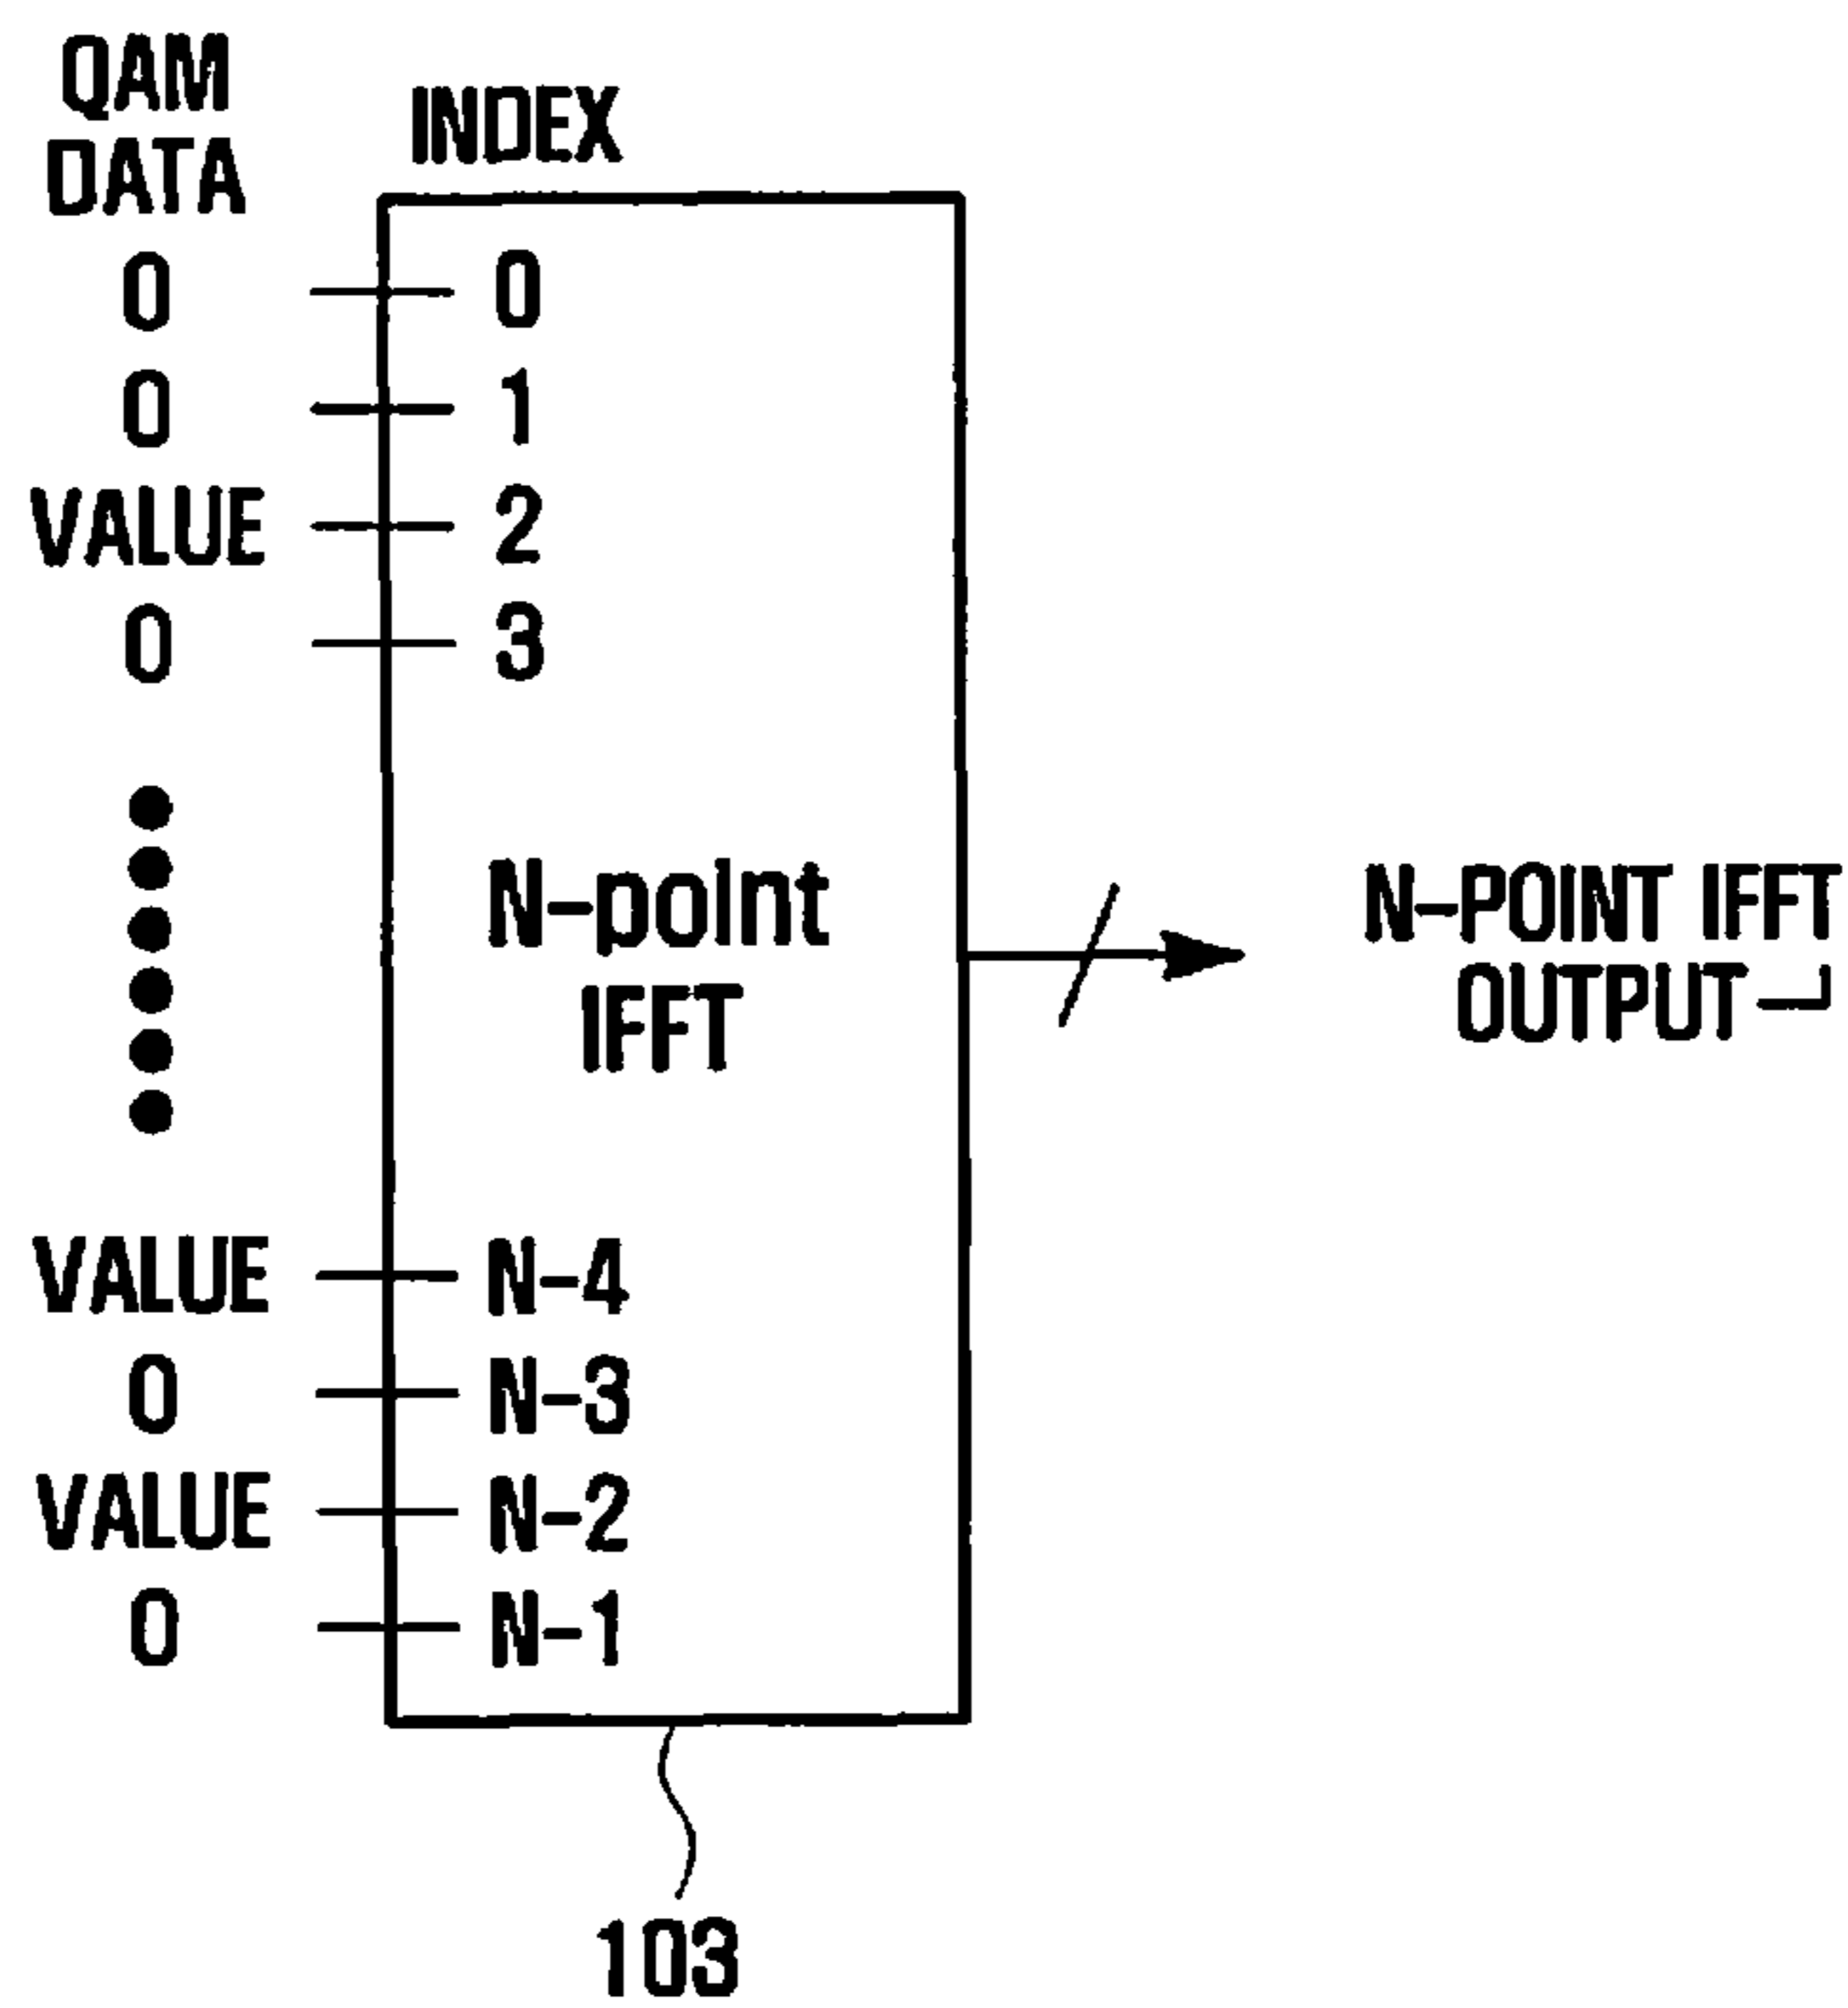 QAM
DATA
INDEX
0 0
0 1
VALUE 2
0 3
N-point
IFFT
N-POINT IFFT
OUTPUT
VALUE N-4
0 N-3
VALUE N-2
0 N-1
103